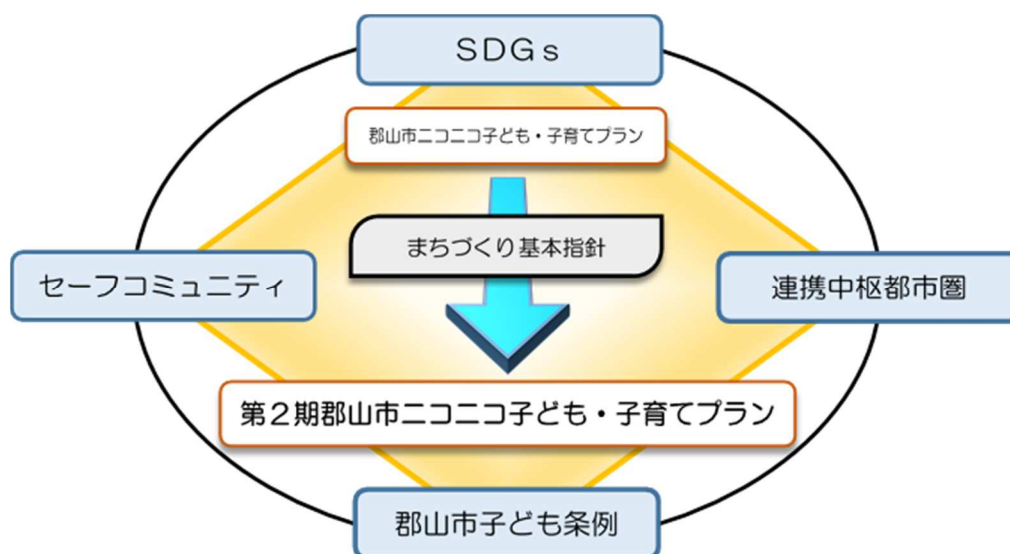 SDGs
郡山市ニコニコ子ども・子育てプラン
まちづくり基本指針
セーフコミュニティ
連携中枢都市圏
第2期郡山市ニコニコ子ども・子育てプラン
郡山市子ども条例